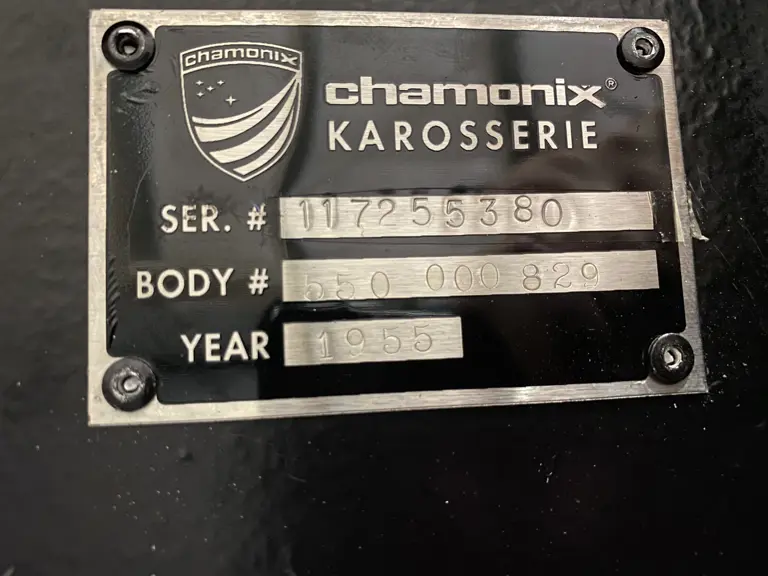 chamonix
chamonix®
KAROSSERIE
SER. # 117255380
BODY # 550 000 829
YEAR 1955